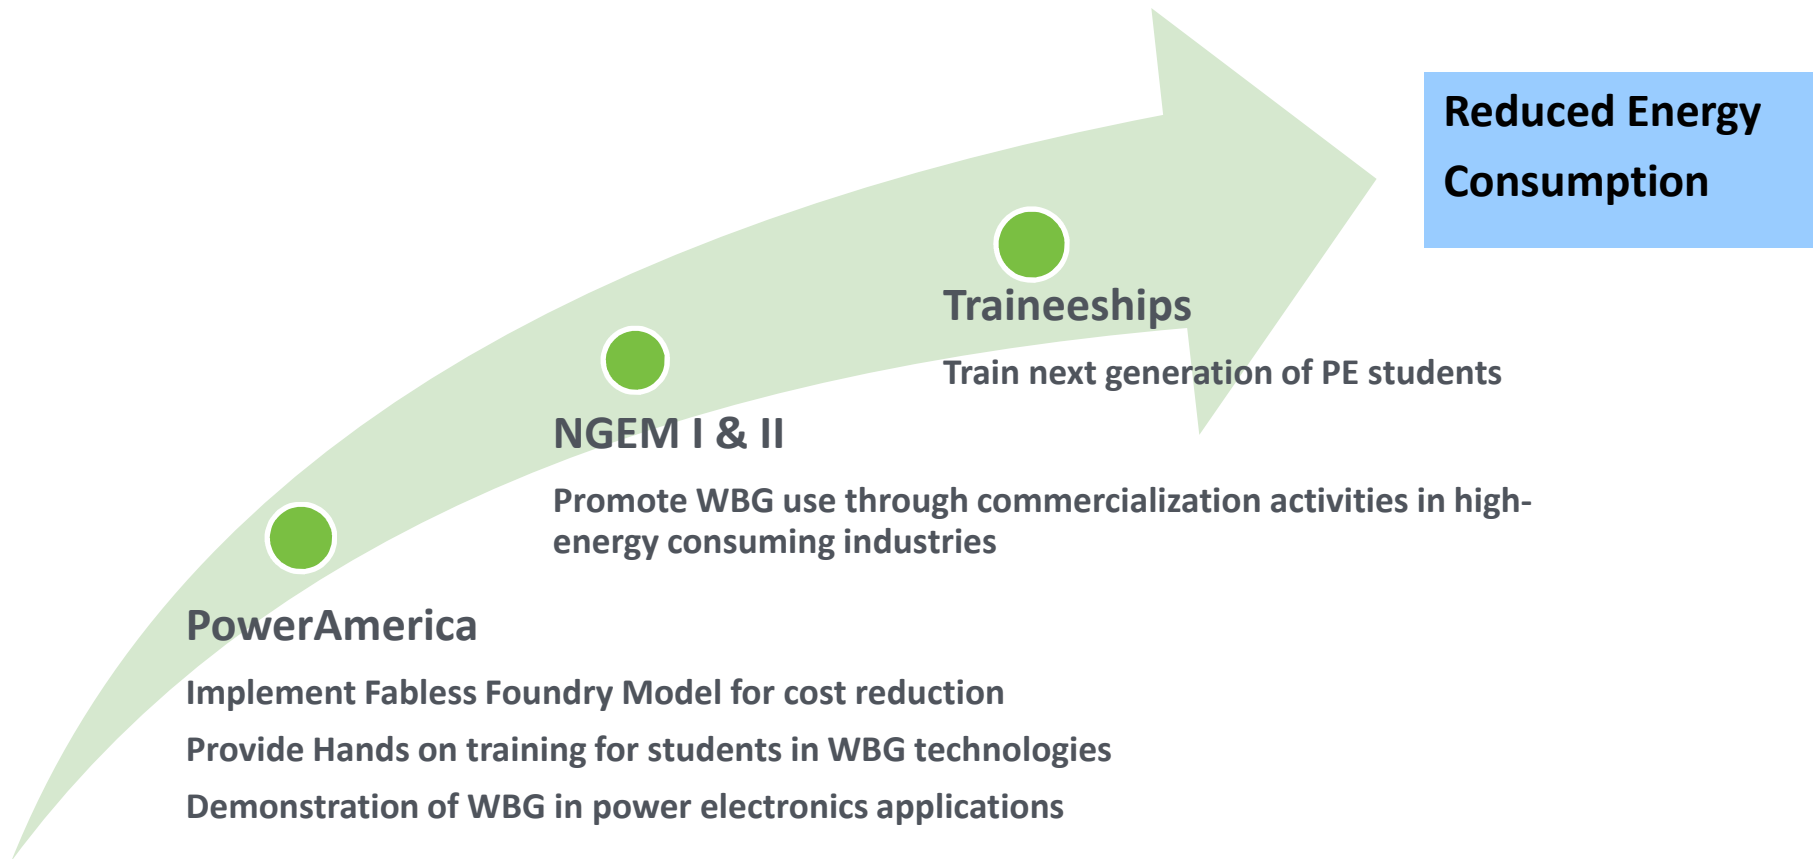 Reduced Energy
Consumption
Traineeships
Train next generation of PE students
NGEM I & II
Promote WBG use through commercialization activities in high-
energy consuming industries
PowerAmerica
Implement Fabless Foundry Model for cost reduction
Provide Hands on training for students in WBG technologies
Demonstration of WBG in power electronics applications